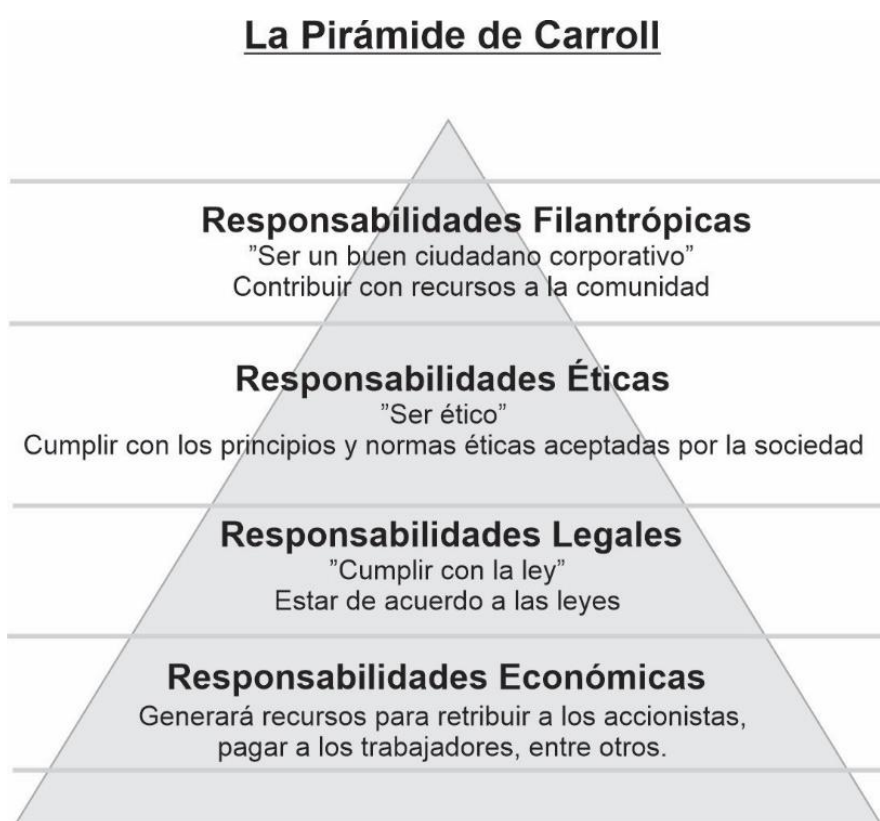 La Pirámide de Carroll
Responsabilidades Filantrópicas
”Ser un buen ciudadano corporativo”
Contribuir con recursos a la comunidad
Responsabilidades Éticas
”Ser ético”
Cumplir con los principios y normas éticas aceptadas por la sociedad
Responsabilidades Legales
”Cumplir con la ley”
Estar de acuerdo a las leyes
Responsabilidades Económicas
Generará recursos para retribuir a los accionistas,
pagar a los trabajadores, entre otros.